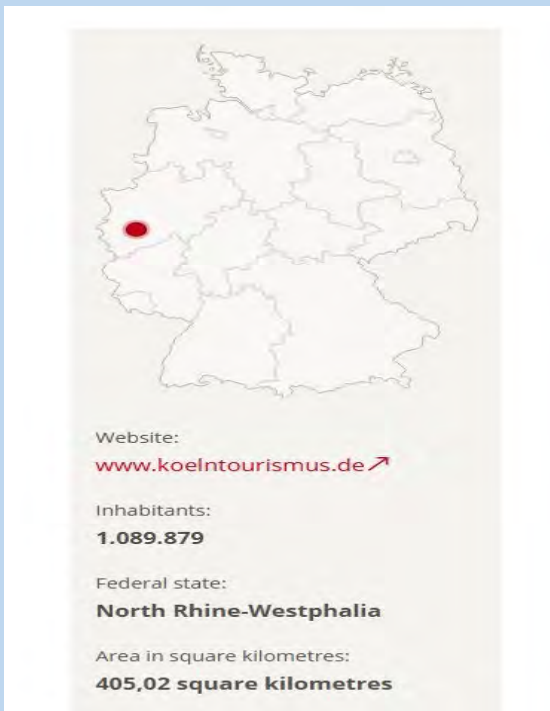 Website:
www.koelntourismus.de↗
Inhabitants:
1.089.879
Federal state:
North Rhine-Westphalia
Area in square kilometres:
405,02 square kilometres